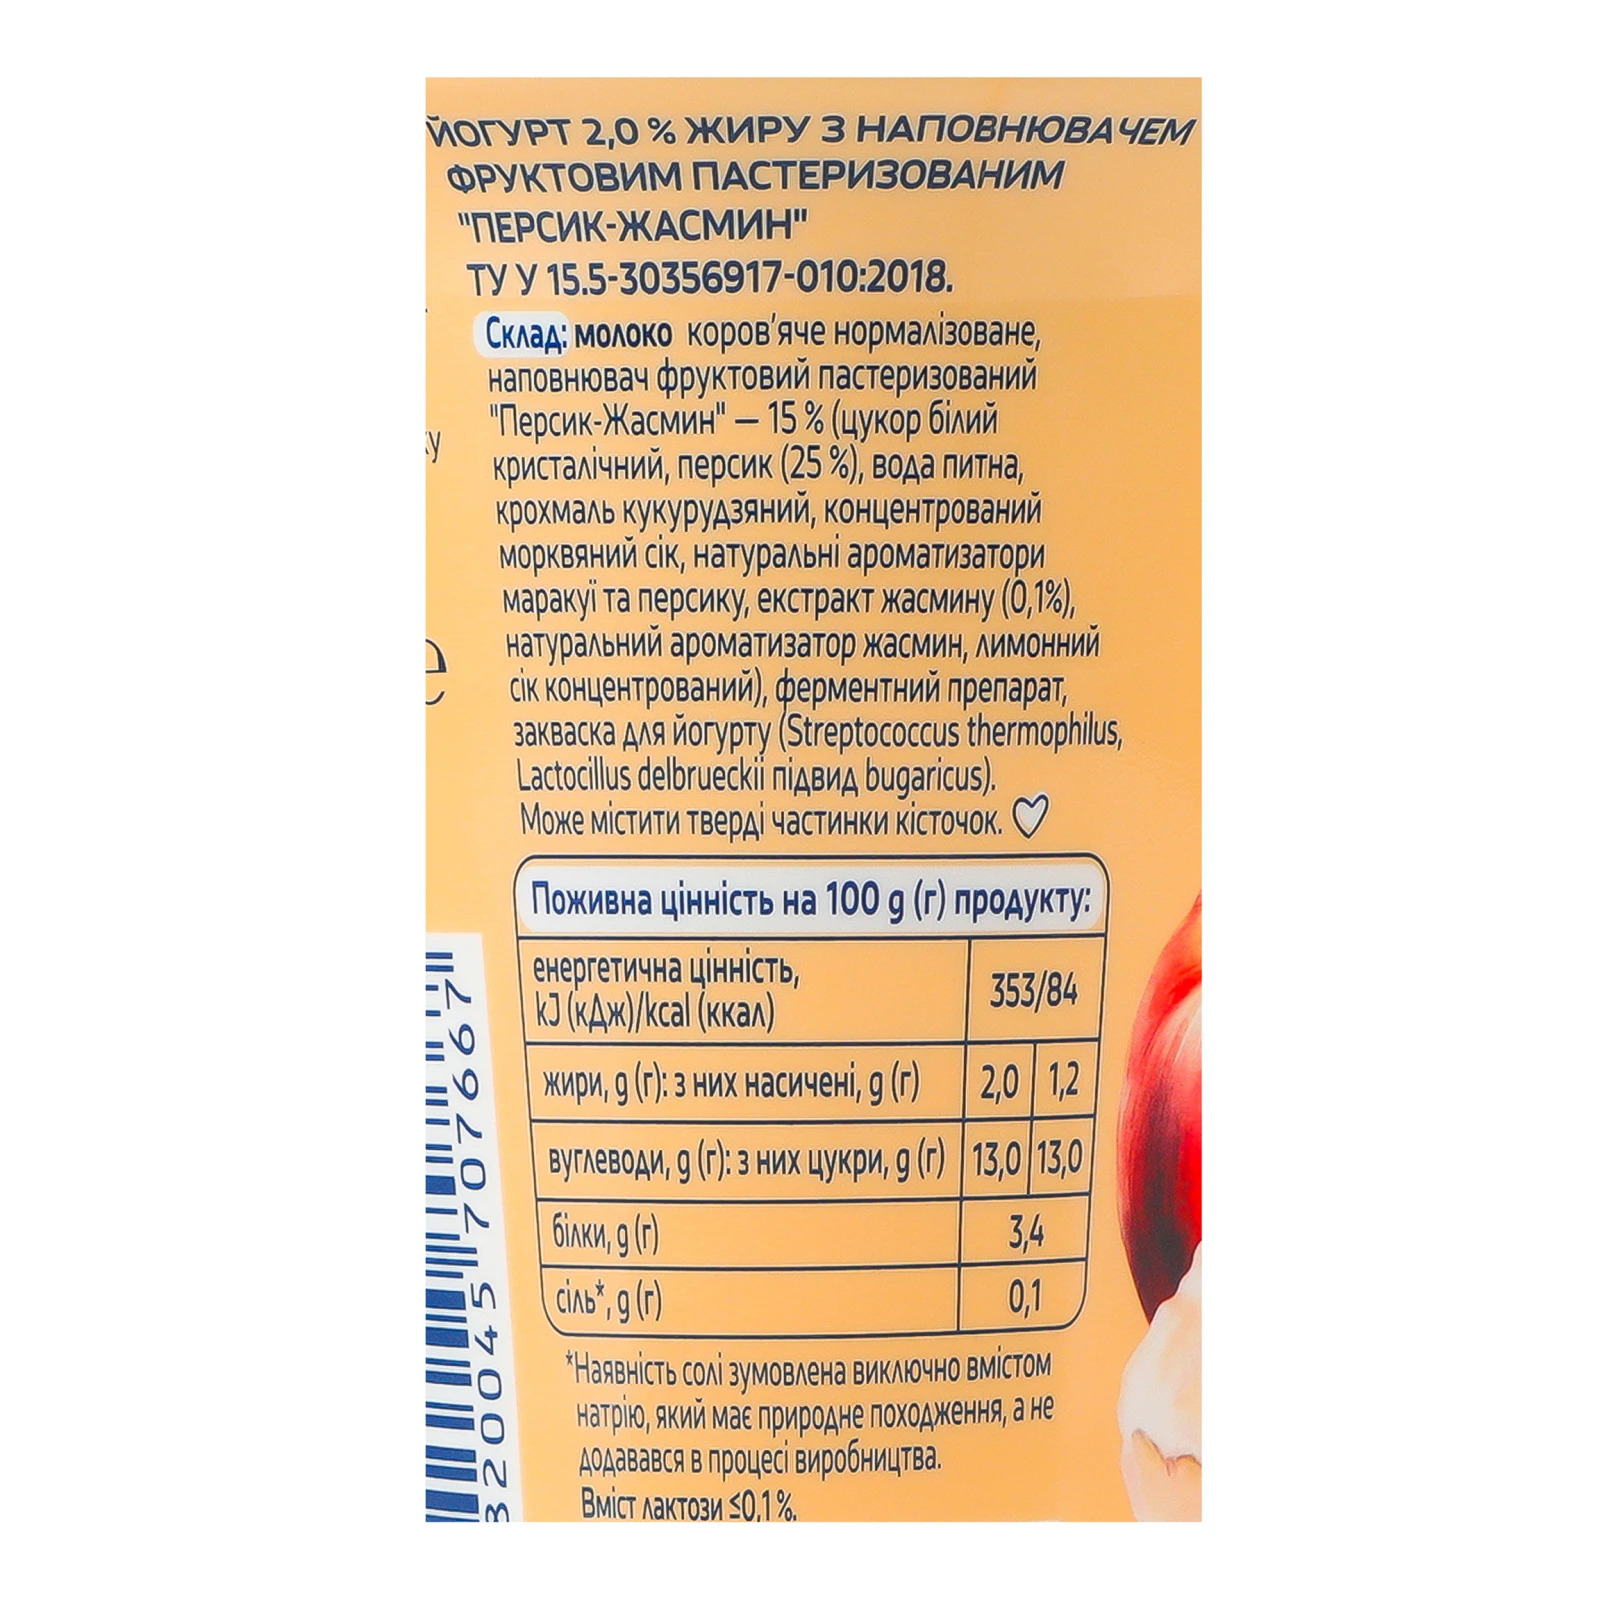 ЙОГУРТ 2,0 % ЖИРУ З НАПОВНЮВАЧЕМ
ФРУКТОВИМ ПАСТЕРИЗОВАНИМ
"ПЕРСИК-ЖАСМИН"
ТУ У 15.5-30356917-010:2018.
Склад: молоко коров'яче нормалізоване,
наповнювач фруктовий пастеризований
"Персик-Жасмин" — 15 % (цукор білий
кристалічний, персик (25 %), вода питна,
крохмаль кукурудзяний, концентрований
морквяний сік, натуральні ароматизатори
маракуї та персику, екстракт жасмину (0,1%),
натуральний ароматизатор жасмин, лимонний
сік концентрований), ферментний препарат,
закваска для йогурту (Streptococcus thermophilus,
Lactocillus delbrueckii підвид bugaricus).
Може містити тверді частинки кісточок.
Поживна цінність на 100 g (г) продукту:
енергетична цінність,
kJ (кДж)/kcal (ккал) 353/84
жири, g (г): з них насичені, g (г) 2,0 1,2
вуглеводи, g (г): з них цукри, g (г) 13,0 13,0
білки, g (г) 3,4
сіль*, g (г) 0,1
*Наявність солі зумовлена виключно вмістом
натрію, який має природне походження, а не
додавався в процесі виробництва.
Вміст лактози ≤0,1 %.
820045 707667